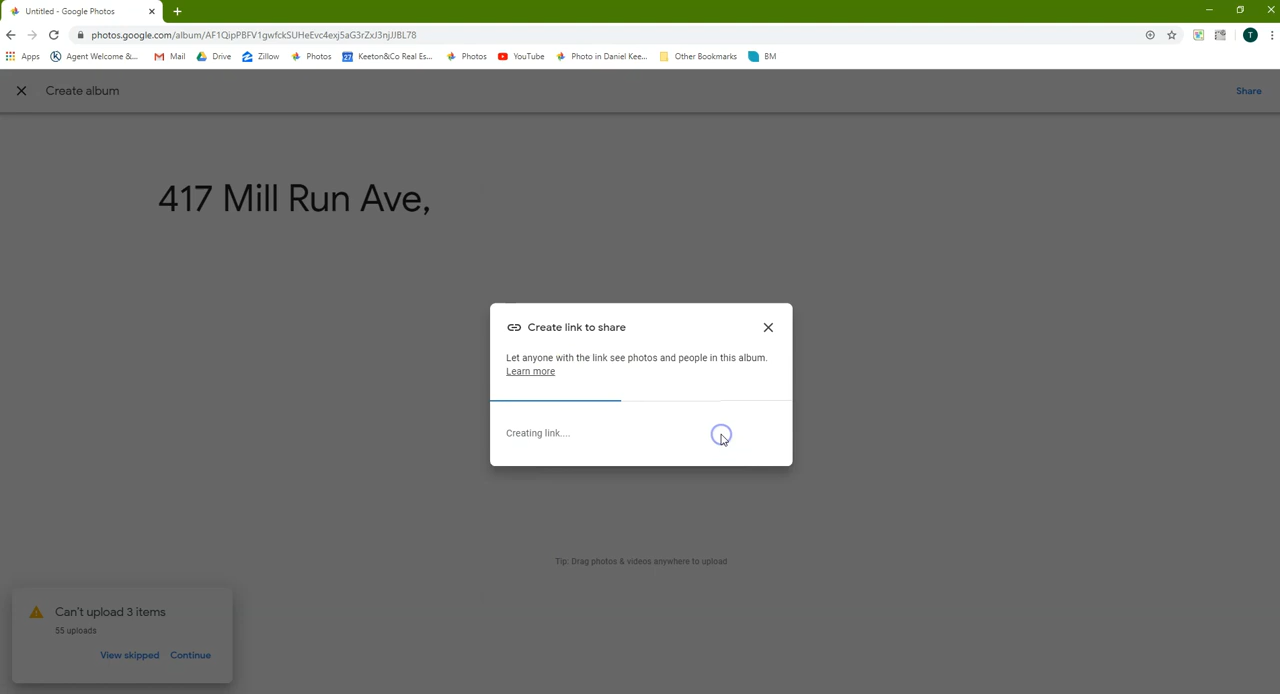 Untitled - Google Photos
photos.google.com/album/AF1QipPBFV1gwfckSUHeEvc4exj5aG3rZxJ3njJJBL78
T
Apps
Agent Welcome &...
Mail
Drive
Zillow
Photos
27
Keeton&Co Real Es...
Photos
YouTube
Photo in Daniel Kee...
Other Bookmarks
BM
Create album
Share
417 Mill Run Ave,
Create link to share
Let anyone with the link see photos and people in this album.
Learn more
Creating link....
Tip: Drag photos & videos anywhere to upload
Can't upload 3 items
55 uploads
View skipped
Continue